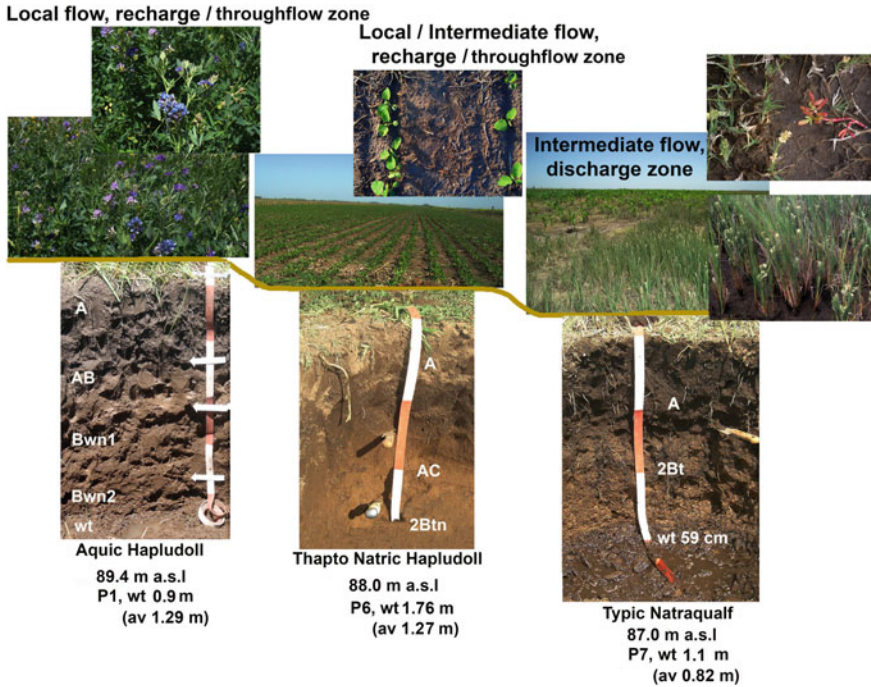 Local flow, recharge / throughflow zone
Local / Intermediate flow,
recharge / throughflow zone
Intermediate flow,
discharge zone
A
AB
Bwn1
Bwn2
wt
Aquic Hapludoll
89.4 m a.s.l
P1, wt 0.9 m
(av 1.29 m)
A
AC
2Btn
Thapto Natric Hapludoll
88.0 m a.s.l
P6, wt 1.76 m
(av 1.27 m)
A
2Bt
wt 59 cm
Typic Natraqualf
87.0 m a.s.l
P7, wt 1.1 m
(av 0.82 m)